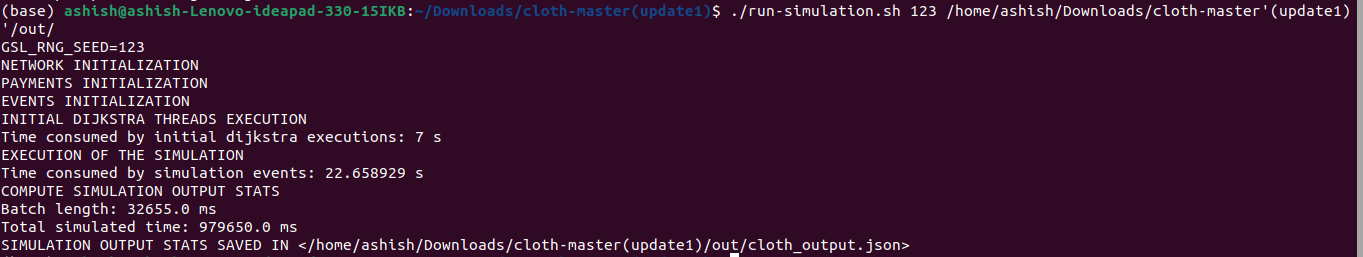 (base) ashish@ashish-Lenovo-ideapad-330-15IKB:~/Downloads/cloth-master(update1)$ ./run-simulation.sh 123 /home/ashish/Downloads/cloth-master'(update1)
'/out/
GSL_RNG_SEED=123
NETWORK INITIALIZATION
PAYMENTS INITIALIZATION
EVENTS INITIALIZATION
INITIAL DIJKSTRA THREADS EXECUTION
Time consumed by initial dijkstra executions: 7 s
EXECUTION OF THE SIMULATION
Time consumed by simulation events: 22.658929 s
COMPUTE SIMULATION OUTPUT STATS
Batch length: 32655.0 ms
Total simulated time: 979650.0 ms
SIMULATION OUTPUT STATS SAVED IN </home/ashish/Downloads/cloth-master(update1)/out/cloth_output.json>